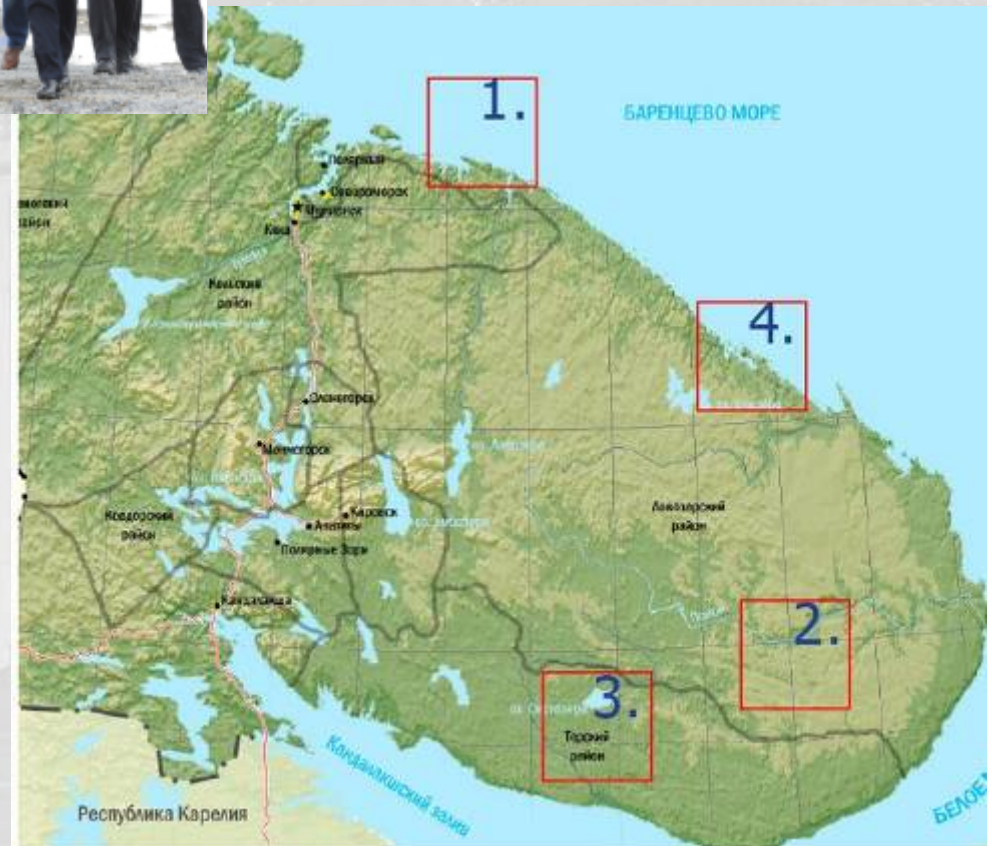 1.
БАРЕНЦЕВО МОРЕ
Полярный
Североморск
Мурманск
Кола
район
Кольский
район
4.
Оленегорск
Мончегорск
Ловозерский
район
Ковдорский
район
Кировск
Апатиты
Полярные Зори
Кандалакша
2.
3.
Терский
район
Кандалакшский залив
Республика Карелия
БЕЛОЕ